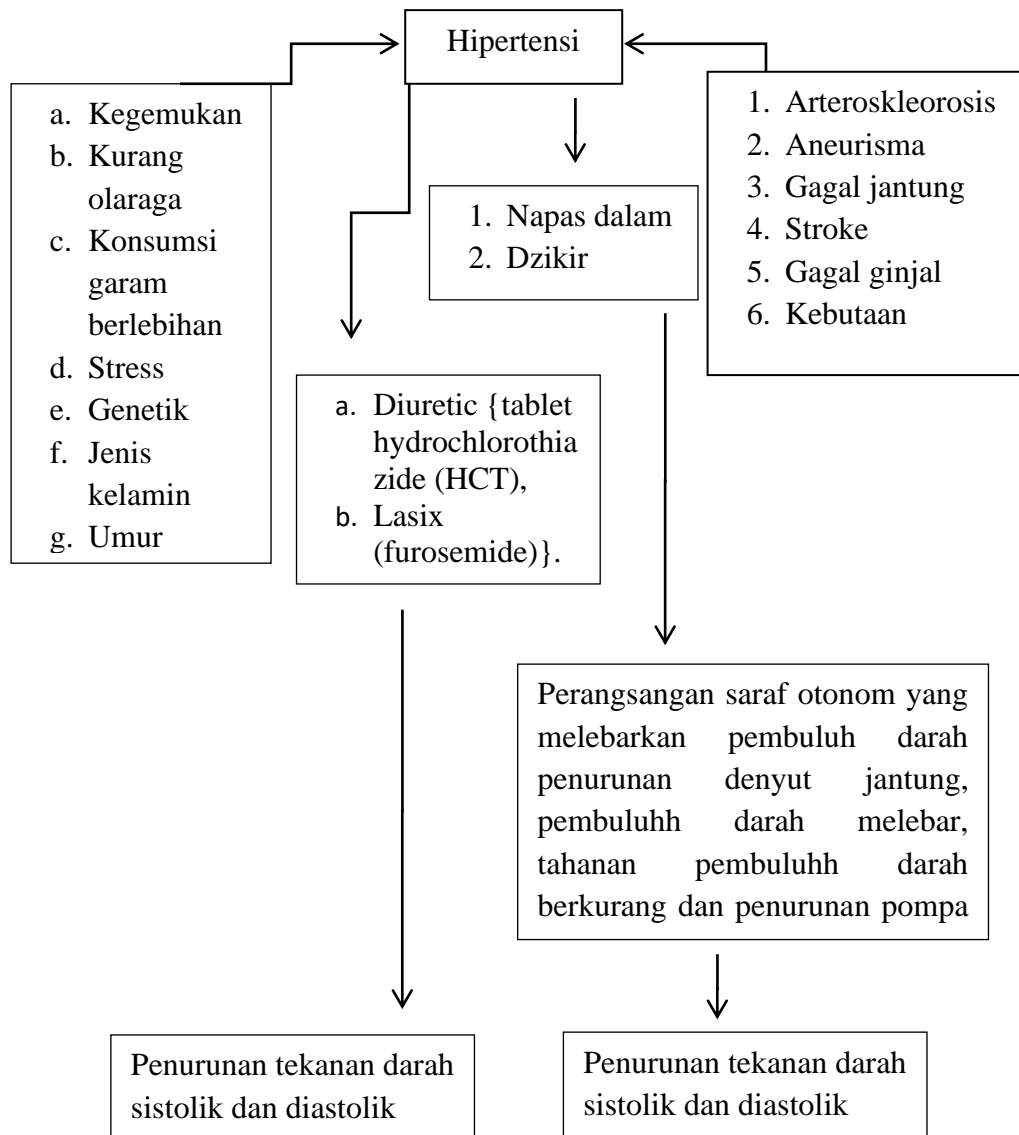 Hipertensi
a. Kegemukan
b. Kurang
olaraga
c. Konsumsi
garam
berlebihan
d. Stress
e. Genetik
f. Jenis
kelamin
g. Umur
1. Napas dalam
2. Dzikir
1. Arteroskleorosis
2. Aneurisma
3. Gagal jantung
4. Stroke
5. Gagal ginjal
6. Kebutaan
a. Diuretic {tablet
hydrochlorothia
zide (HCT),
b. Lasix
(furosemide)}.
Perangsangan saraf otonom yang
melebarkan pembuluh darah
penurunan denyut jantung,
pembuluhh darah melebar,
tahanan pembuluhh darah
berkurang dan penurunan pompa
Penurunan tekanan darah
sistolik dan diastolik
Penurunan tekanan darah
sistolik dan diastolik